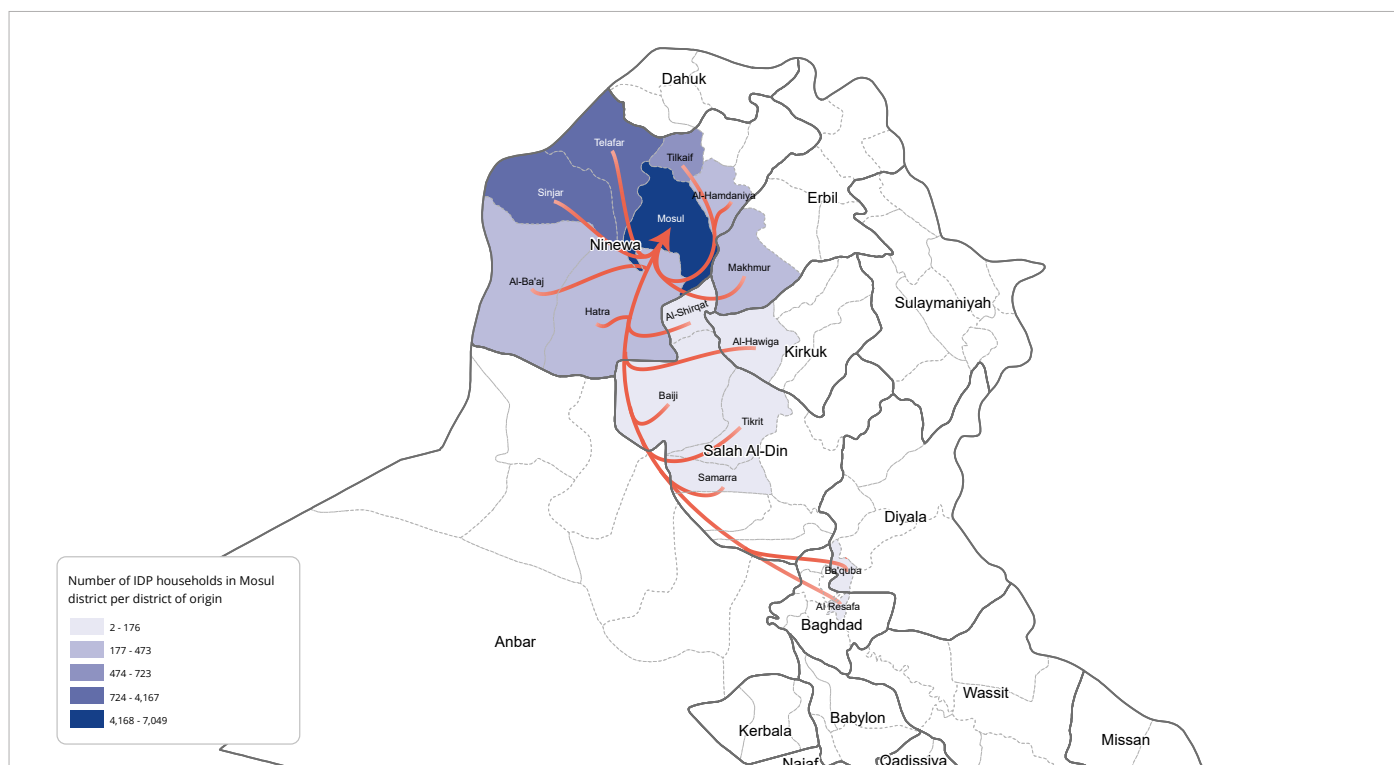 Dahuk
Telafar
Tilkaif
Sinjar
Al-Hamdaniya
Erbil
Mosul
Ninewa
Makhmur
Al-Ba'aj
Sulaymaniyah
Hatra
Al-Shirqat
Al-Hawiga
Kirkuk
Baiji
Tikrit
Salah Al-Din
Samarra
Diyala
Ba'quba
Al Resafa
Baghdad
Anbar
Wassit
Babylon
Kerbala
Missan
Najaf
Qadissiya
Number of IDP households in Mosul
district per district of origin
2 - 176
177 - 473
474 - 723
724 - 4,167
4,168 - 7,049